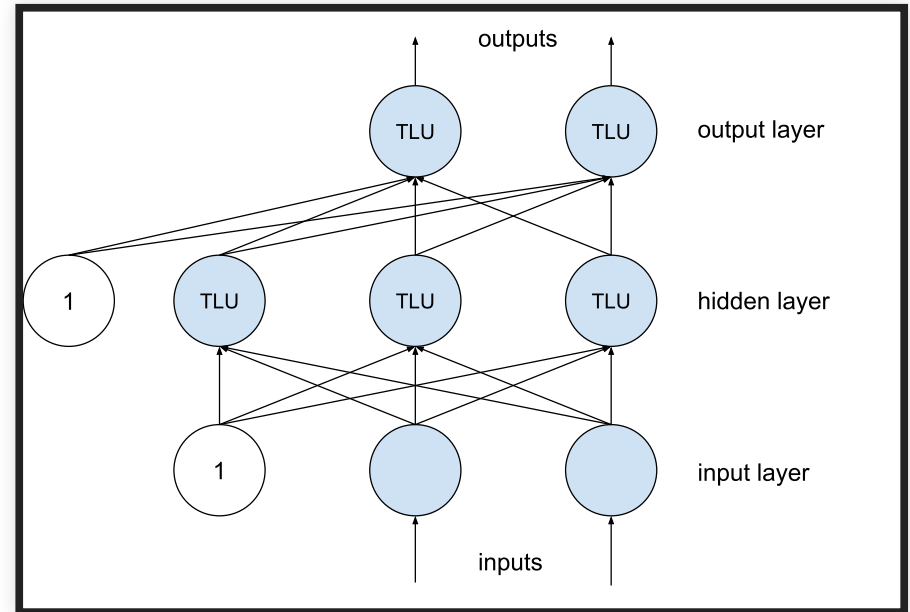 outputs
TLU
TLU
output layer
1
TLU
TLU
TLU
hidden layer
1
input layer
inputs